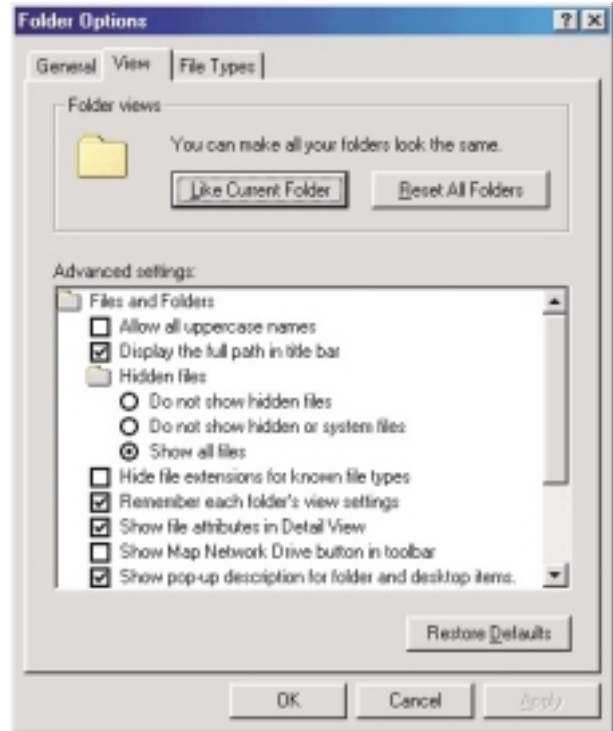 Folder Options
General View File Types
Folder views
You can make all your folders look the same.
Like Current Folder Reset All Folders
Advanced settings:
Files and Folders
Allow all uppercase names
Display the full path in title bar
Hidden files
Do not show hidden files
Do not show hidden or system files
Show all files
Hide file extensions for known file types
Remember each folder's view settings
Show file attributes in Detail View
Show Map Network Drive button in toolbar
Show pop-up description for folder and desktop items.
Restore Defaults
OK Cancel Apply